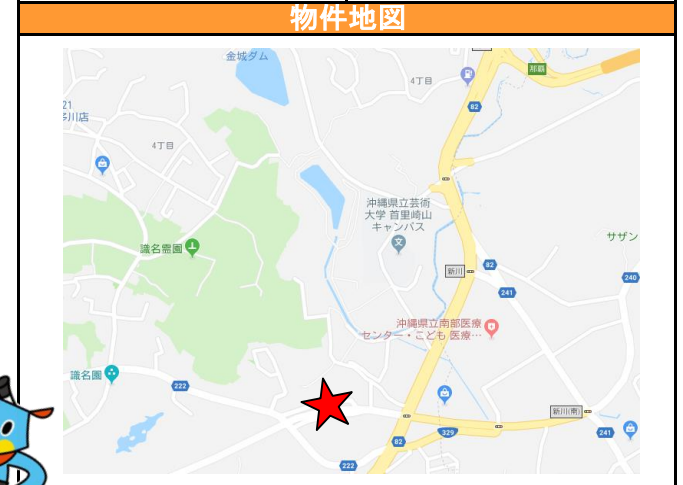 物件地図
金城ダム
4丁目
那覇
82
21
多川店
4丁目
沖縄県立芸術
大学 首里崎山
キャンパス
文
識名霊園
サザン
新川
82
240
241
沖縄県立南部医療
センター・こども 医療…
識名園
222
新川(南)
329
241
82
222